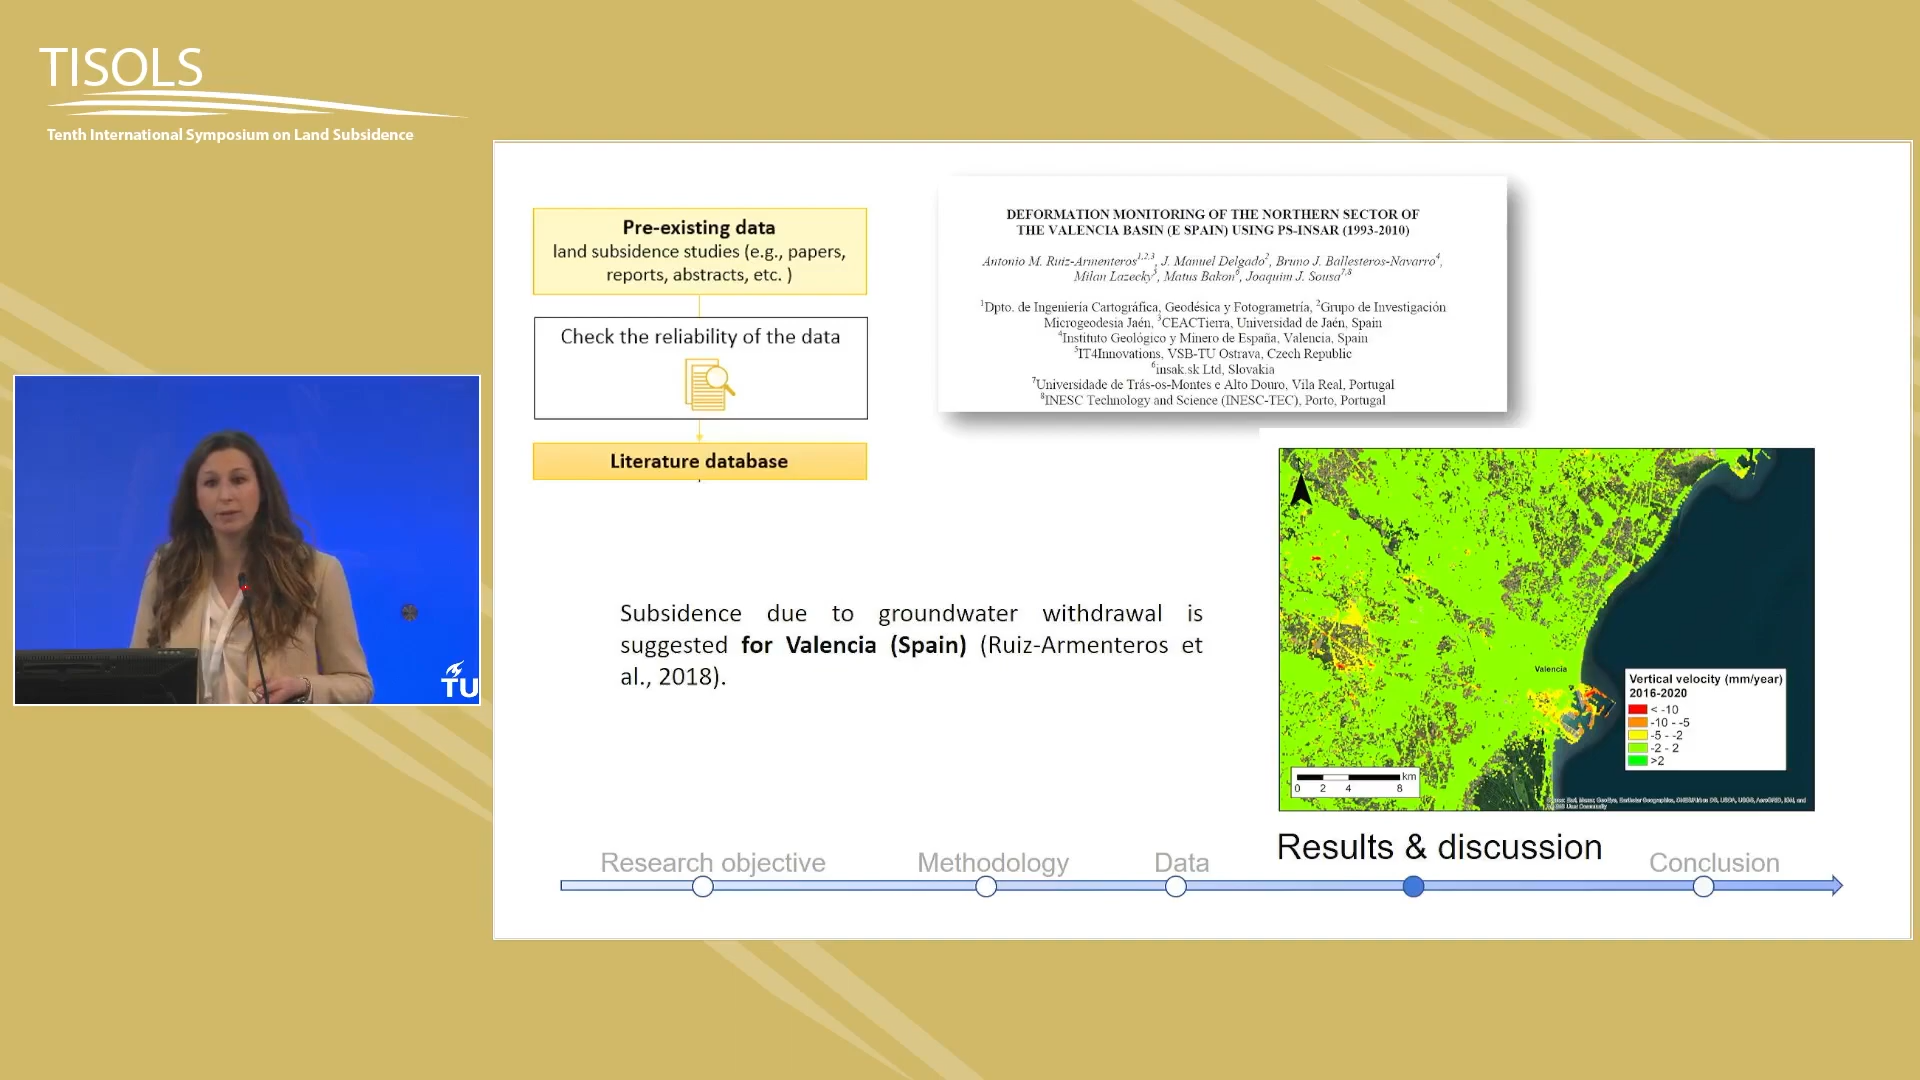 TISOLS
Tenth International Symposium on Land Subsidence
Pre-existing data
land subsidence studies (e.g., papers,
reports, abstracts, etc. )
Check the reliability of the data
Literature database
DEFORMATION MONITORING OF THE NORTHERN SECTOR OF
THE VALENCIA BASIN (E SPAIN) USING PS-INSAR (1993-2010)
Antonio M. Ruiz-Armenteros1,2,3, J. Manuel Delgado2, Bruno J. Ballesteros-Navarro4,
Milan Lazecky5, Matus Bakon6, Joaquim J. Sousa7,8
1Dpto. de Ingeniería Cartográfica, Geodésica y Fotogrametría, 2Grupo de Investigación
Microgeodesia Jaén, 3CEACTierra, Universidad de Jaén, Spain
4Instituto Geológico y Minero de España, Valencia, Spain
5IT4Innovations, VSB-TU Ostrava, Czech Republic
6insak.sk Ltd, Slovakia
7Universidade de Trás-os-Montes e Alto Douro, Vila Real, Portugal
8INESC Technology and Science (INESC-TEC), Porto, Portugal
Subsidence due to groundwater withdrawal is
suggested for Valencia (Spain) (Ruiz-Armenteros et
al., 2018).
Valencia
Vertical velocity (mm/year)
2016-2020
< -10
-10 - -5
-5 - -2
-2 - 2
>2
km
0 2 4 8
TU
Research objective
Methodology
Data
Results & discussion
Conclusion